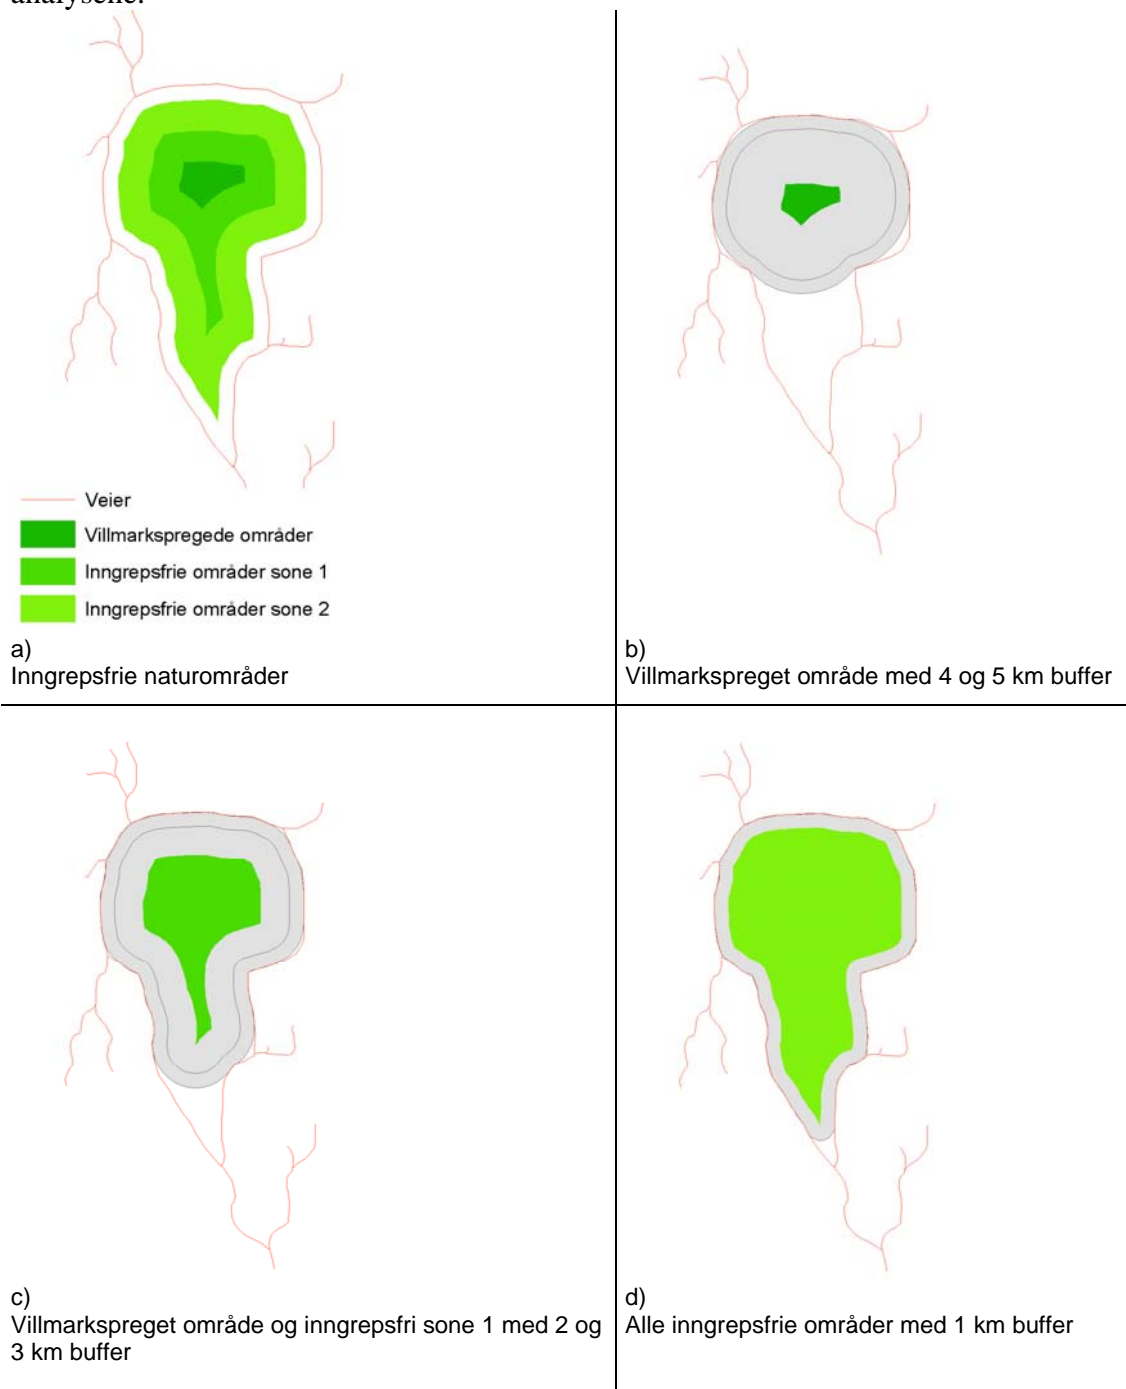 analysene.
Veier
Villmarkspregede områder
Inngrepsfrie områder sone 1
Inngrepsfrie områder sone 2
a)
Inngrepsfrie naturområder
b)
Villmarkspreget område med 4 og 5 km buffer
c)
Villmarkspreget område og inngrepsfri sone 1 med 2 og
3 km buffer
d)
Alle inngrepsfrie områder med 1 km buffer